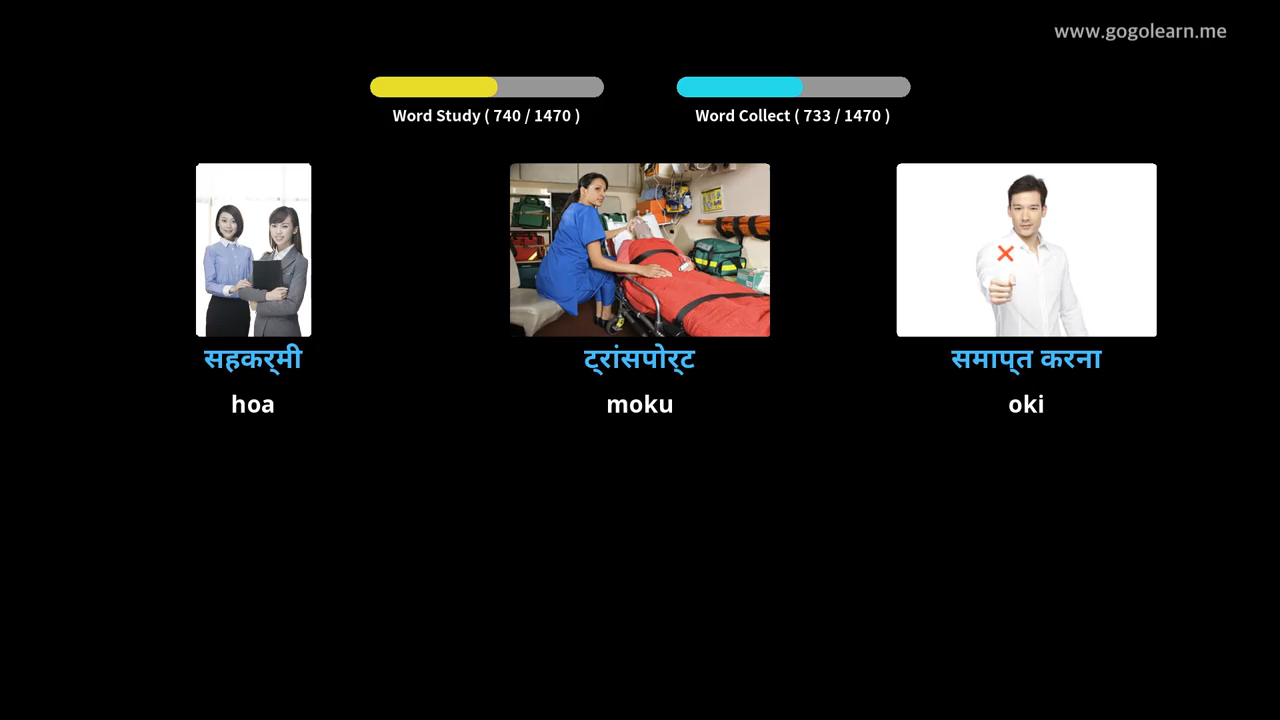 www.gogolearn.me
Word Study ( 740 / 1470 )
Word Collect ( 733 / 1470 )
सहकर्मी
ट्रांसपोर्ट
समाप्त करना
hoa
moku
oki